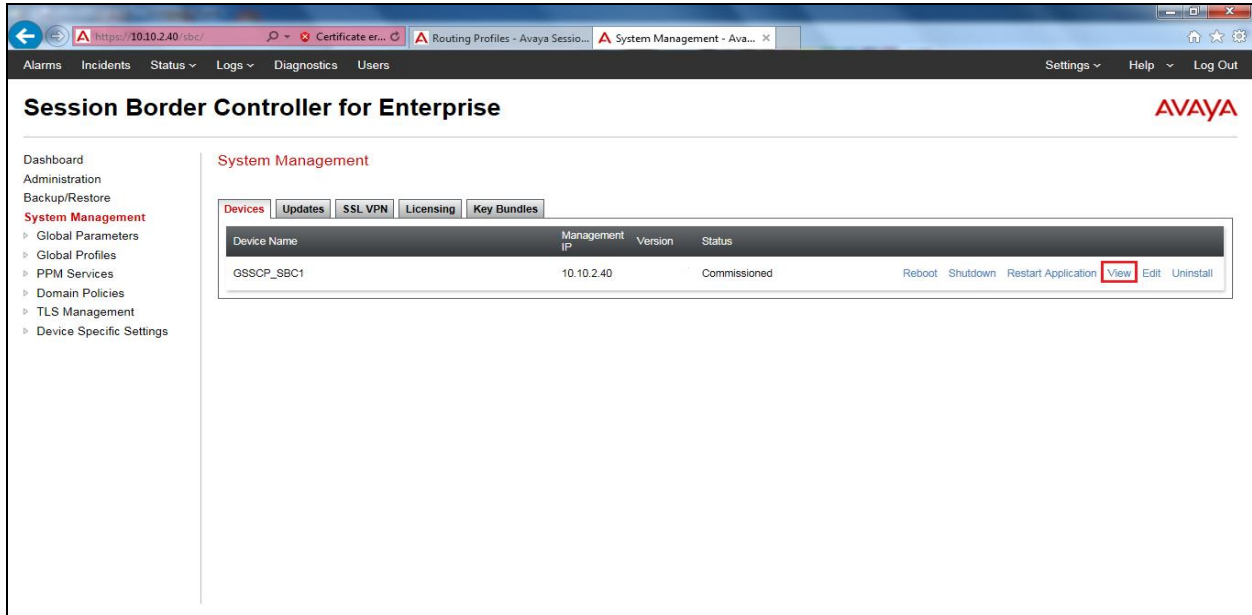 https://10.10.2.40/sbc/ Certificate er... Routing Profiles - Avaya Sessio... System Management - Ava...
Alarms Incidents Status Logs Diagnostics Users Settings Help Log Out
Session Border Controller for Enterprise
AVAYA
Dashboard
Administration
Backup/Restore
System Management
Global Parameters
Global Profiles
PPM Services
Domain Policies
TLS Management
Device Specific Settings
System Management
Devices Updates SSL VPN Licensing Key Bundles
Device Name Management IP Version Status
GSSCP_SBC1 10.10.2.40 Commissioned Reboot Shutdown Restart Application View Edit Uninstall